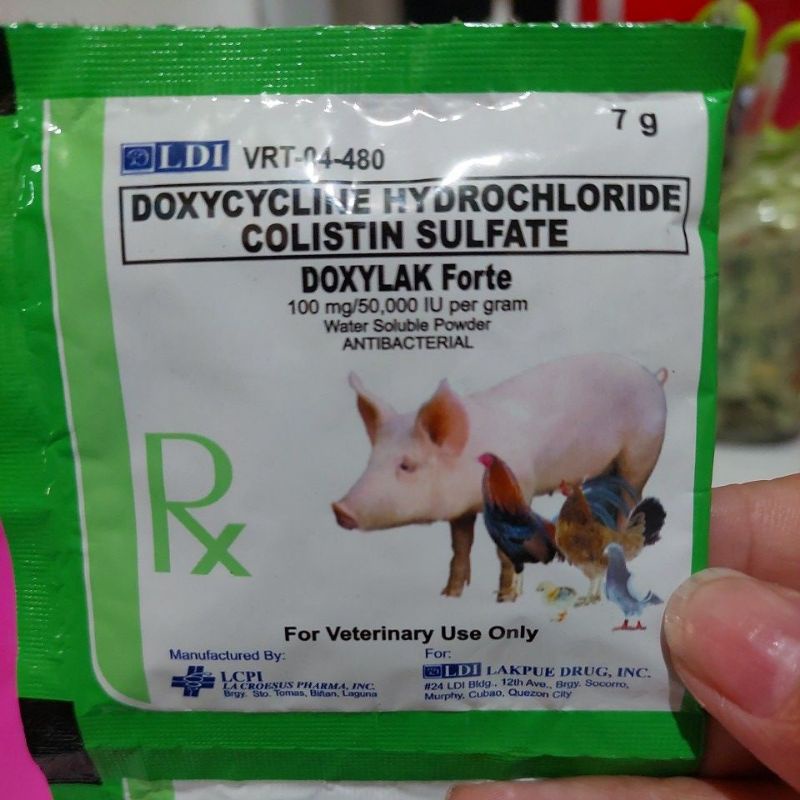 7 g
LDI VRT-04-480
DOXYCYCLINE HYDROCHLORIDE
COLISTIN SULFATE
DOXYLAK Forte
100 mg/50,000 IU per gram
Water Soluble Powder
ANTIBACTERIAL
Rx
For Veterinary Use Only
Manufactured By:
LCPI
LA CROESUS PHARMA, INC.
Brgy. Sto. Tomas, Biñan, Laguna
For:
LDI LAKPUE DRUG, INC.
#24 LDI Bldg., 12th Ave., Brgy. Socorro,
Murphy, Cubao, Quezon City